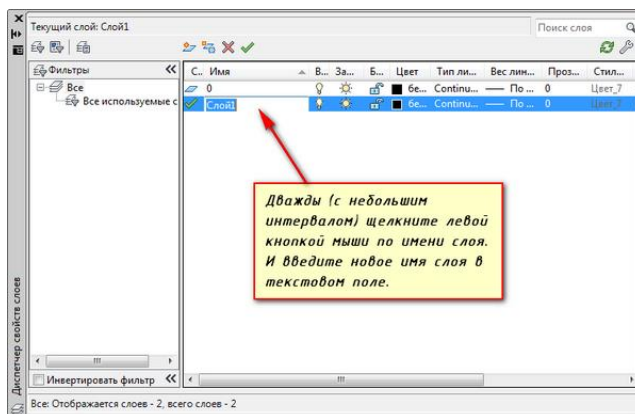 Текущий слой: Слой1
Поиск слоя
Фильтры
С.. Имя В... За... Б... Цвет Тип ли... Вес лин... Проз... Стил...
Все
0 бе... Continu... По ... 0 Цвет_7
Все используемые с
Слой1 бе... Continu... По ... 0 Цвет_7
Дважды (с небольшим
интервалом) щелкните левой
кнопкой мыши по имени слоя.
И введите новое имя слоя в
текстовом поле.
Диспетчер свойств слоев
Инвертировать фильтр
Все: Отображается слоев - 2, всего слоев - 2